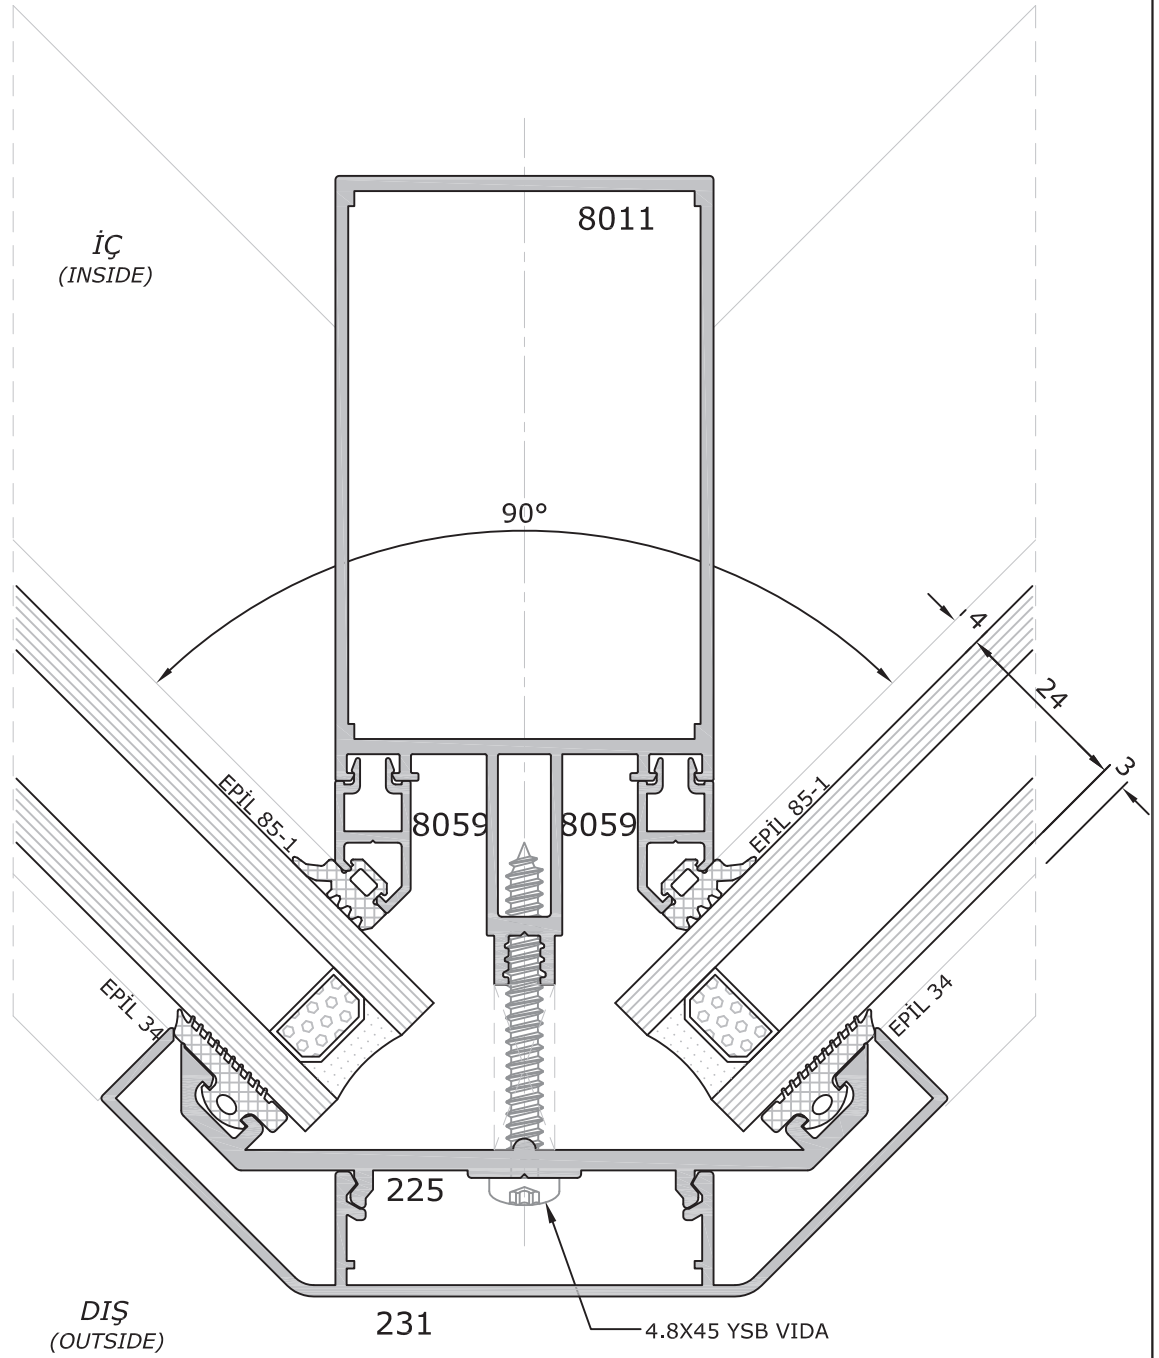 8011
İÇ
(INSIDE)
90°
4
24
3
EPİL 85-1
8059
8059
EPİL 85-1
EPİL 34
EPİL 34
225
DIŞ
(OUTSIDE)
231
4.8X45 YSB VIDA